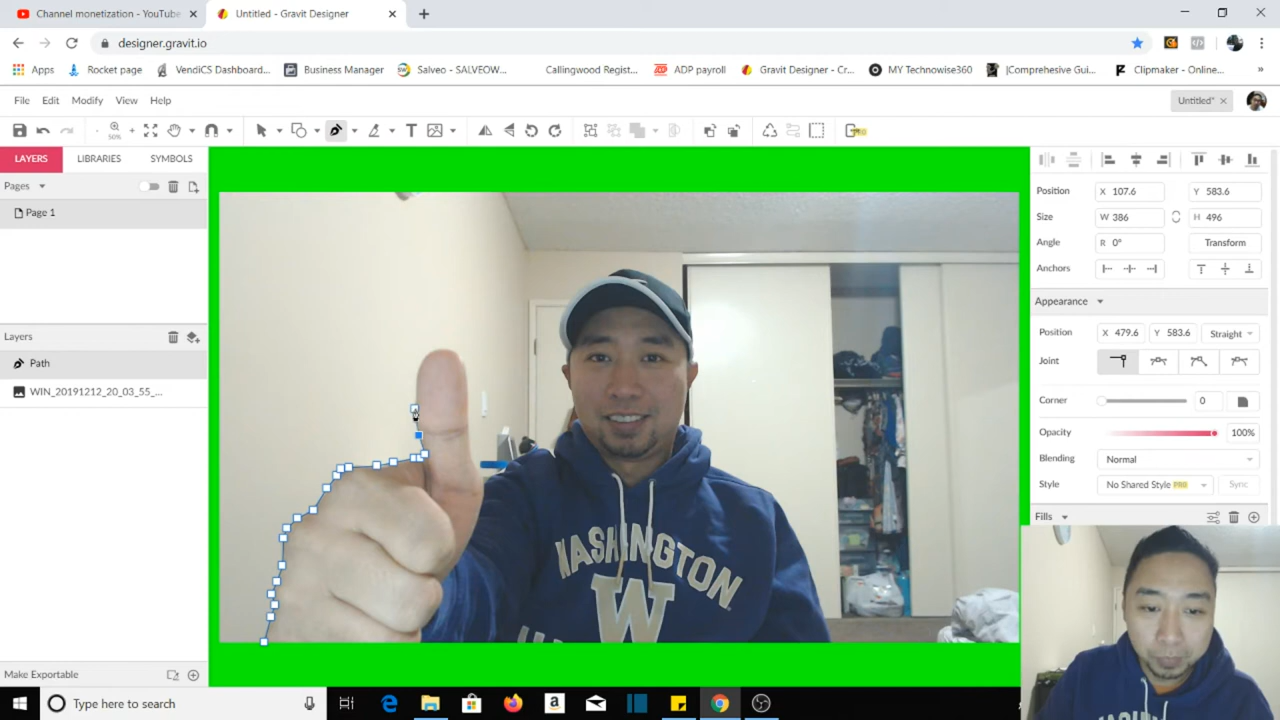 Channel monetization - YouTube
Untitled - Gravit Designer
designer.gravit.io
Apps
Rocket page
VendiCS Dashboard...
Business Manager
Salveo - SALVEOW...
Callingwood Regist...
ADP payroll
Gravit Designer - Cr...
MY Technowise360
|Comprehesive Gui...
Clipmaker - Online...
File Edit Modify View Help
Untitled*
50%
PRO
LAYERS LIBRARIES SYMBOLS
Pages
Page 1
Layers
Path
WIN_20191212_20_03_55_...
Make Exportable
WASHINGTON
W
Position X 107.6 Y 583.6
Size W 386 H 496
Angle R 0° Transform
Anchors
Appearance
Position X 479.6 Y 583.6 Straight
Joint
Corner 0
Opacity 100%
Blending Normal
Style No Shared Style PRO Sync
Fills
Type here to search